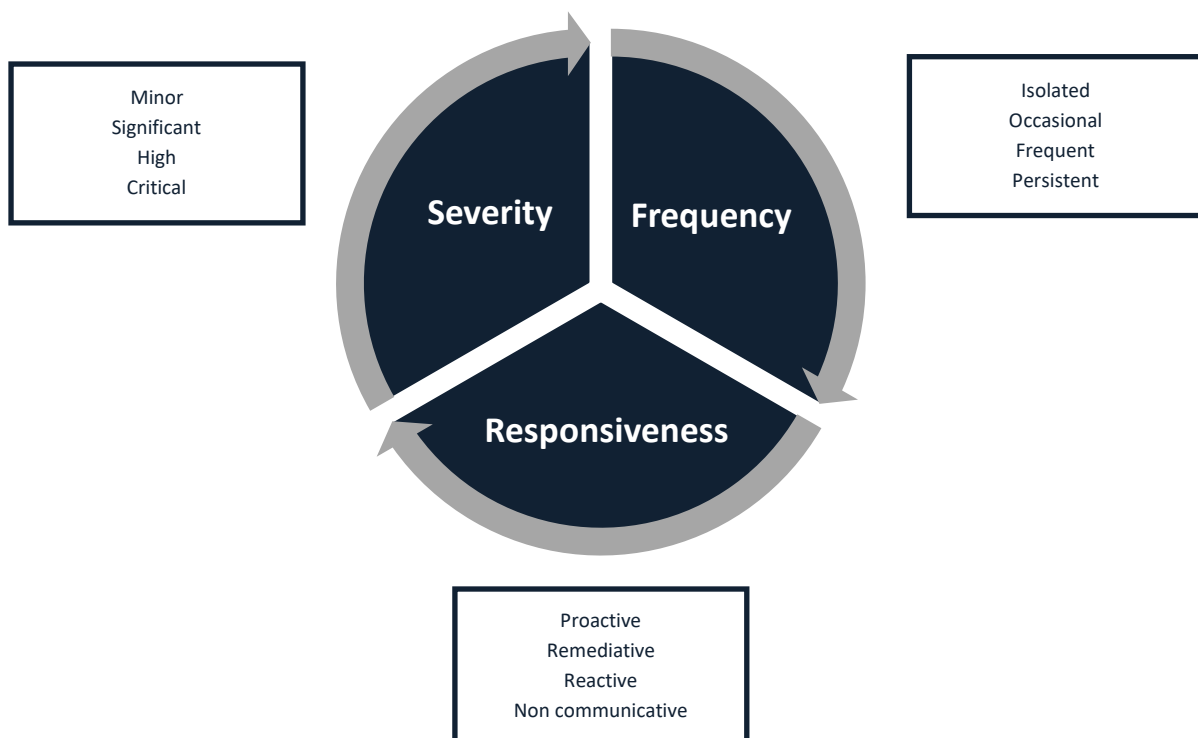 Minor
Significant
High
Critical
Severity
Frequency
Isolated
Occasional
Frequent
Persistent
Responsiveness
Proactive
Remediative
Reactive
Non communicative